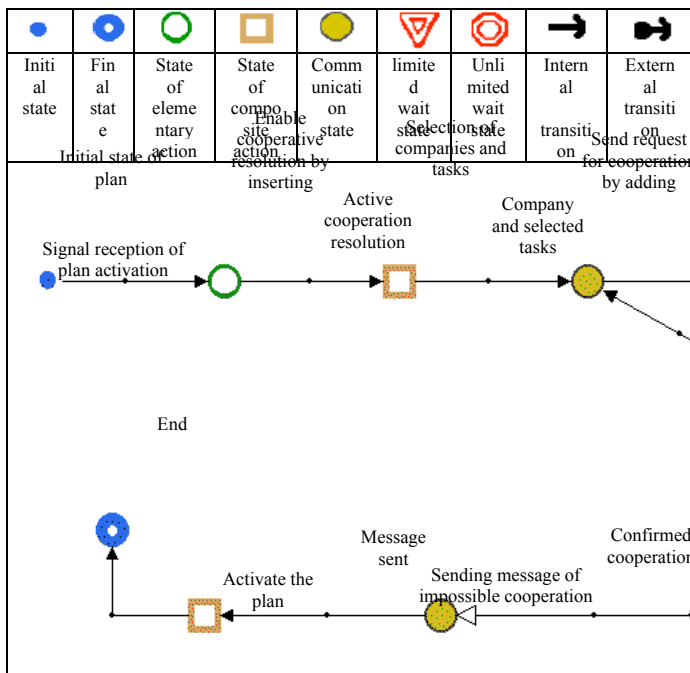 Initi
al
state
Fin
al
stat
e
State
of
eleme
ntary
action
State
of
compo
site
action
Com
municati
on
state
limite
d
wait
state
Unl
imited
wait
state
Intern
al
transiti
on
Extern
al
transiti
on
Initial state of
plan
Enable
cooperative
resolution by
inserting
Selection of
companies and
tasks
Send request
for cooperation
by adding
Signal reception of
plan activation
Active
cooperation
resolution
Company
and selected
tasks
End
Activate the
plan
Message
sent
Sending message of
impossible cooperation
Confirmed
cooperation